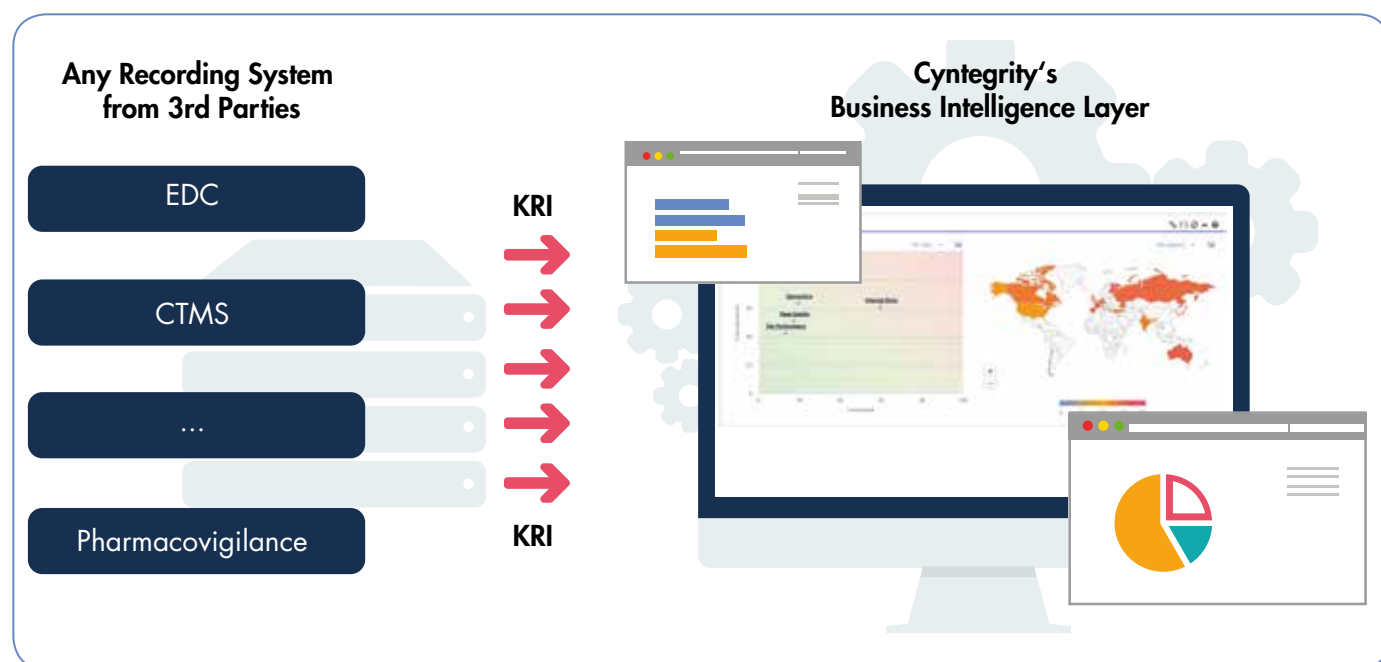 Any Recording System
from 3rd Parties
EDC
CTMS
...
Pharmacovigilance
KRI
KRI
Cyntegrity‘s
Business Intelligence Layer